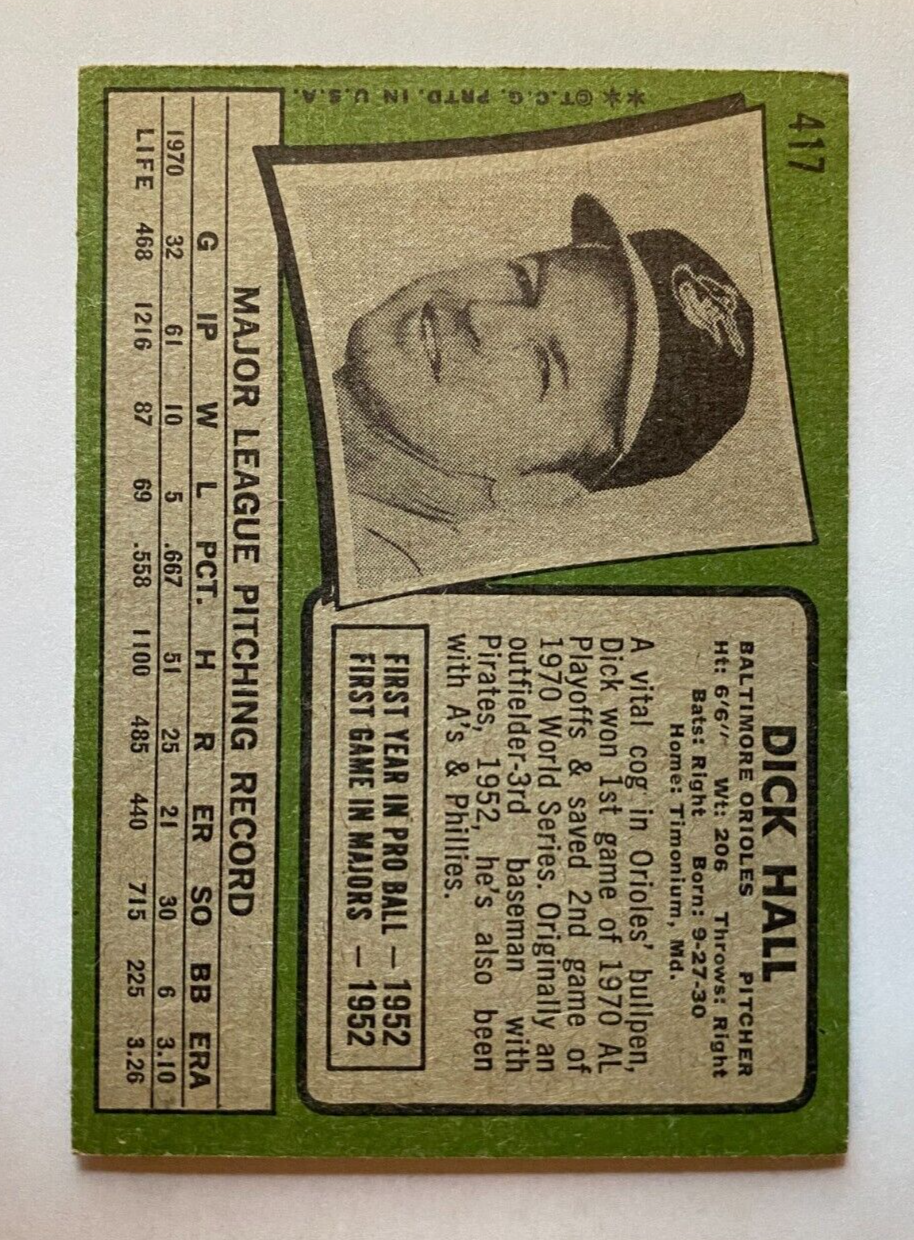 417
**©T.C.G. PRTD. IN U.S.A.
DICK HALL
BALTIMORE ORIOLES PITCHER
Ht: 6'6" Wt: 206 Throws: Right
Bats: Right Born: 9-27-30
Home: Timonium, Md.
A vital cog in Orioles' bullpen,
Dick won 1st game of 1970 AL
Playoffs & saved 2nd game of
1970 World Series. Originally an
outfielder-3rd baseman with
Pirates, 1952, he's also been
with A's & Phillies.
FIRST YEAR IN PRO BALL — 1952
FIRST GAME IN MAJORS — 1952
MAJOR LEAGUE PITCHING RECORD
G IP W L PCT. H R ER SO BB ERA
1970 32 61 10 5 .667 51 25 21 30 6 3.10
LIFE 468 1216 87 69 .558 1100 485 440 715 225 3.26